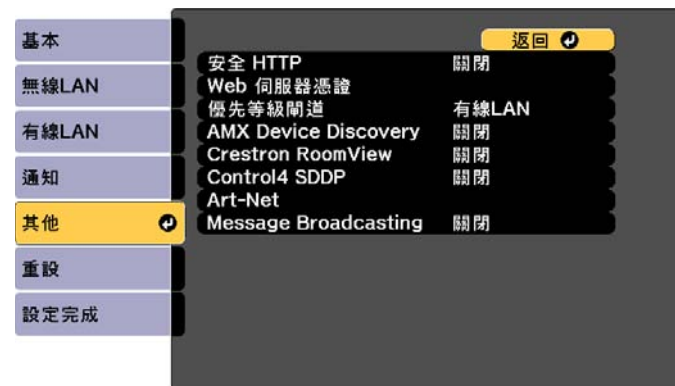 基本
無線LAN
有線LAN
通知
其他
重設
設定完成
返回
安全 HTTP 關閉
Web 伺服器憑證
優先等級閘道 有線LAN
AMX Device Discovery 關閉
Crestron RoomView 關閉
Control4 SDDP 關閉
Art-Net
Message Broadcasting 關閉